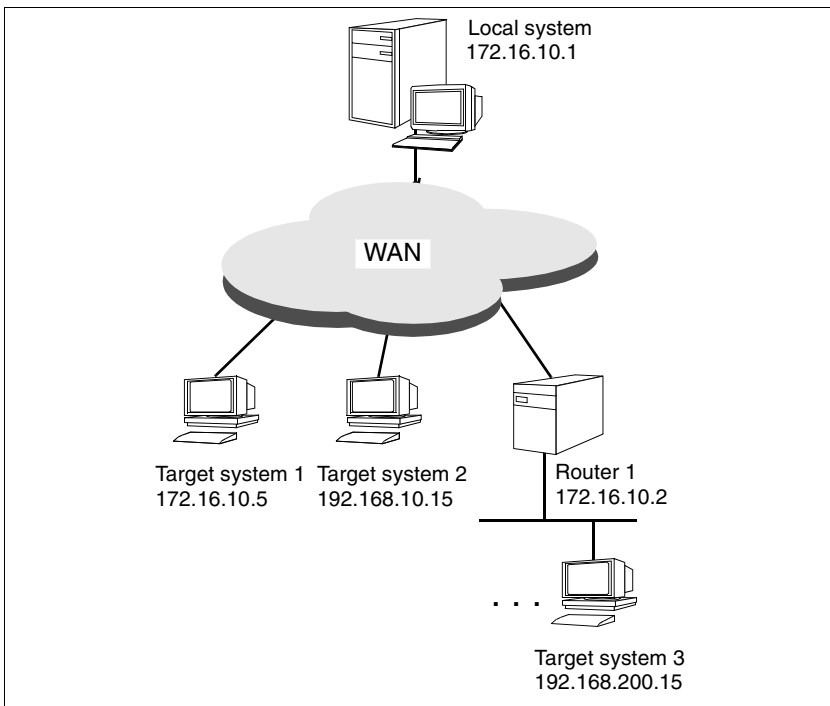 Local system
172.16.10.1
WAN
Target system 1
172.16.10.5
Target system 2
192.168.10.15
Router 1
172.16.10.2
. . .
Target system 3
192.168.200.15